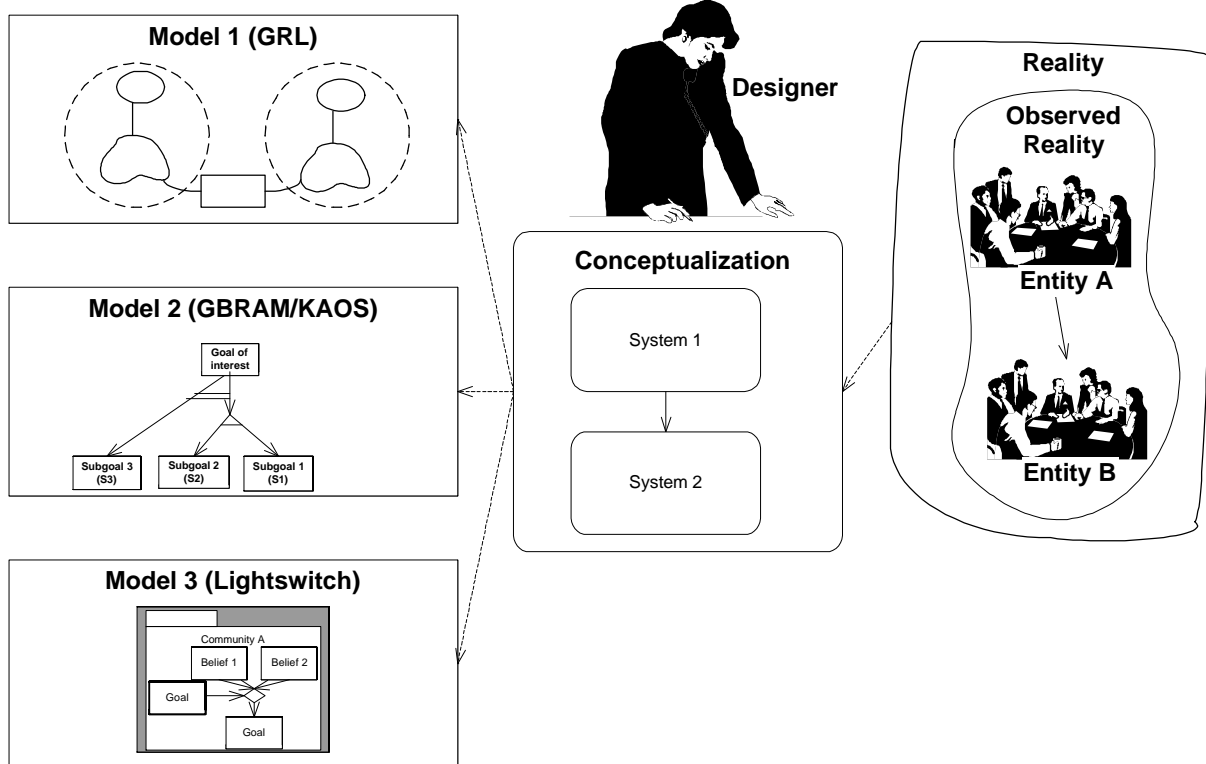 Model 1 (GRL)
Model 2 (GBRAM/KAOS)
Goal of
interest
Subgoal 3
(S3)
Subgoal 2
(S2)
Subgoal 1
(S1)
Model 3 (Lightswitch)
Community A
Belief 1
Belief 2
Goal
Goal
Designer
Conceptualization
System 1
System 2
Reality
Observed
Reality
Entity A
Entity B